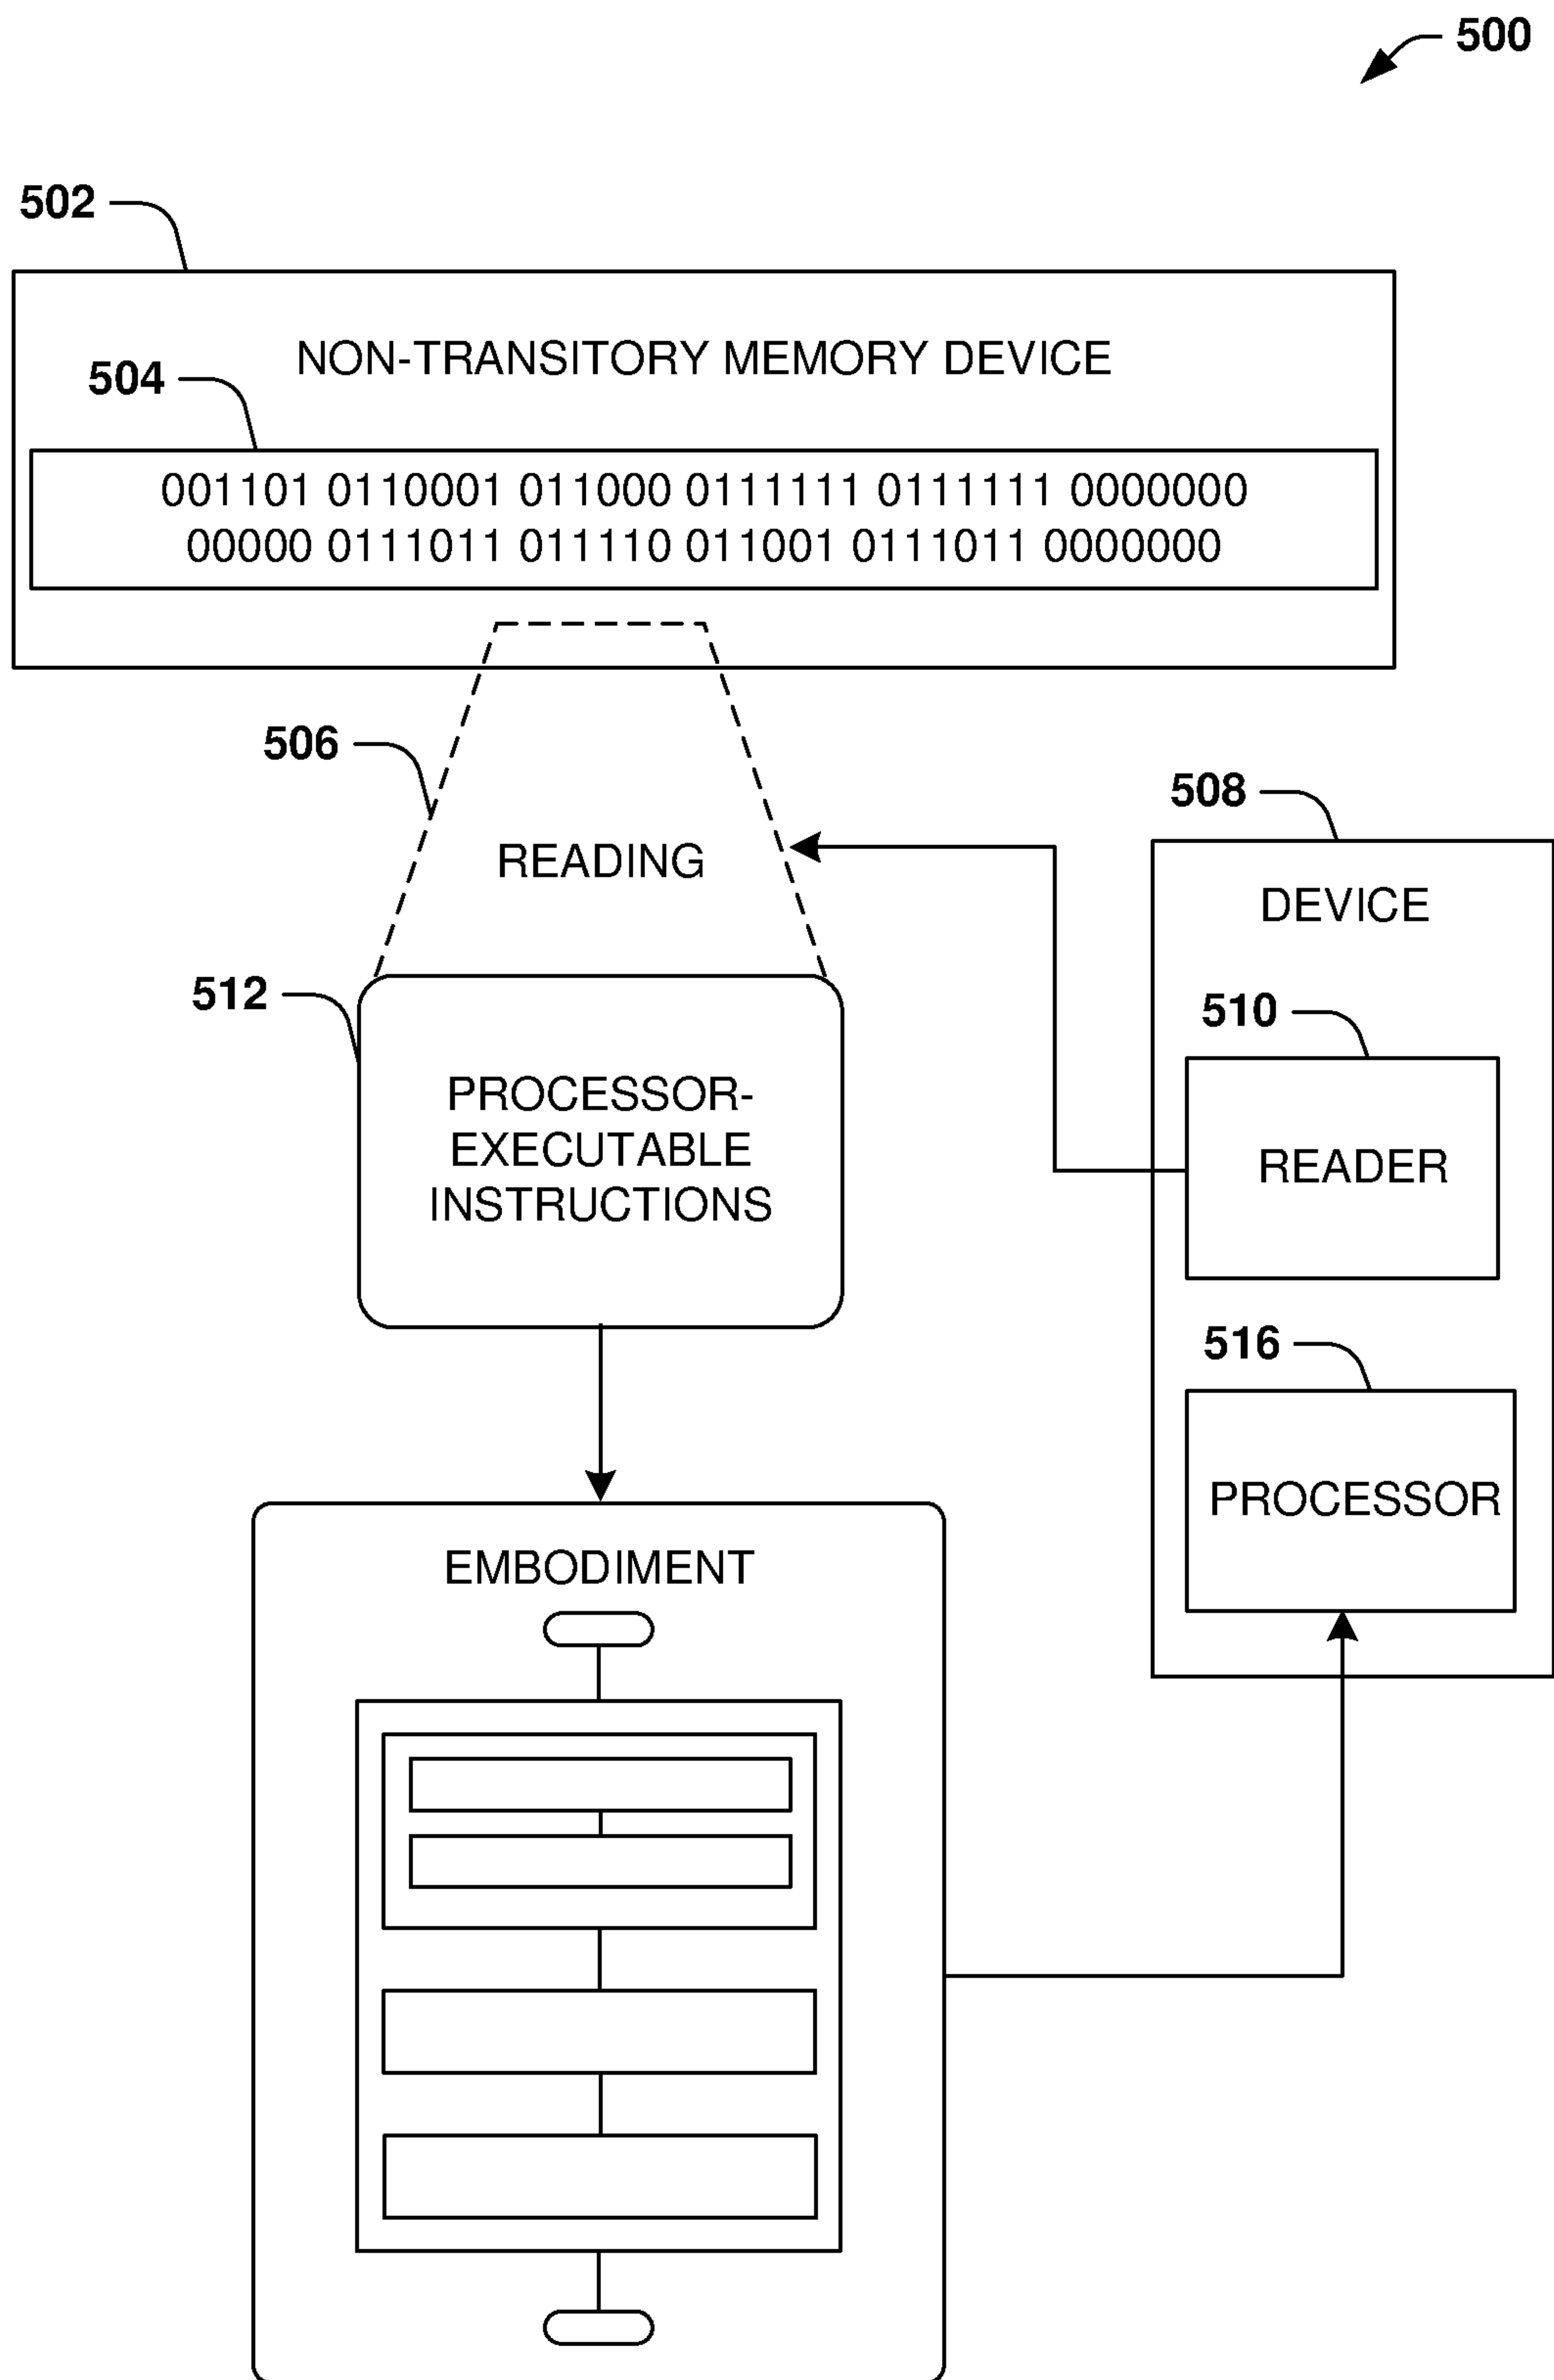 500
502
NON-TRANSITORY MEMORY DEVICE
504
001101 0110001 011000 0111111 0111111 0000000
00000 0111011 011110 011001 0111011 0000000
506
READING
508
DEVICE
510
READER
512
PROCESSOR-
EXECUTABLE
INSTRUCTIONS
516
PROCESSOR
EMBODIMENT